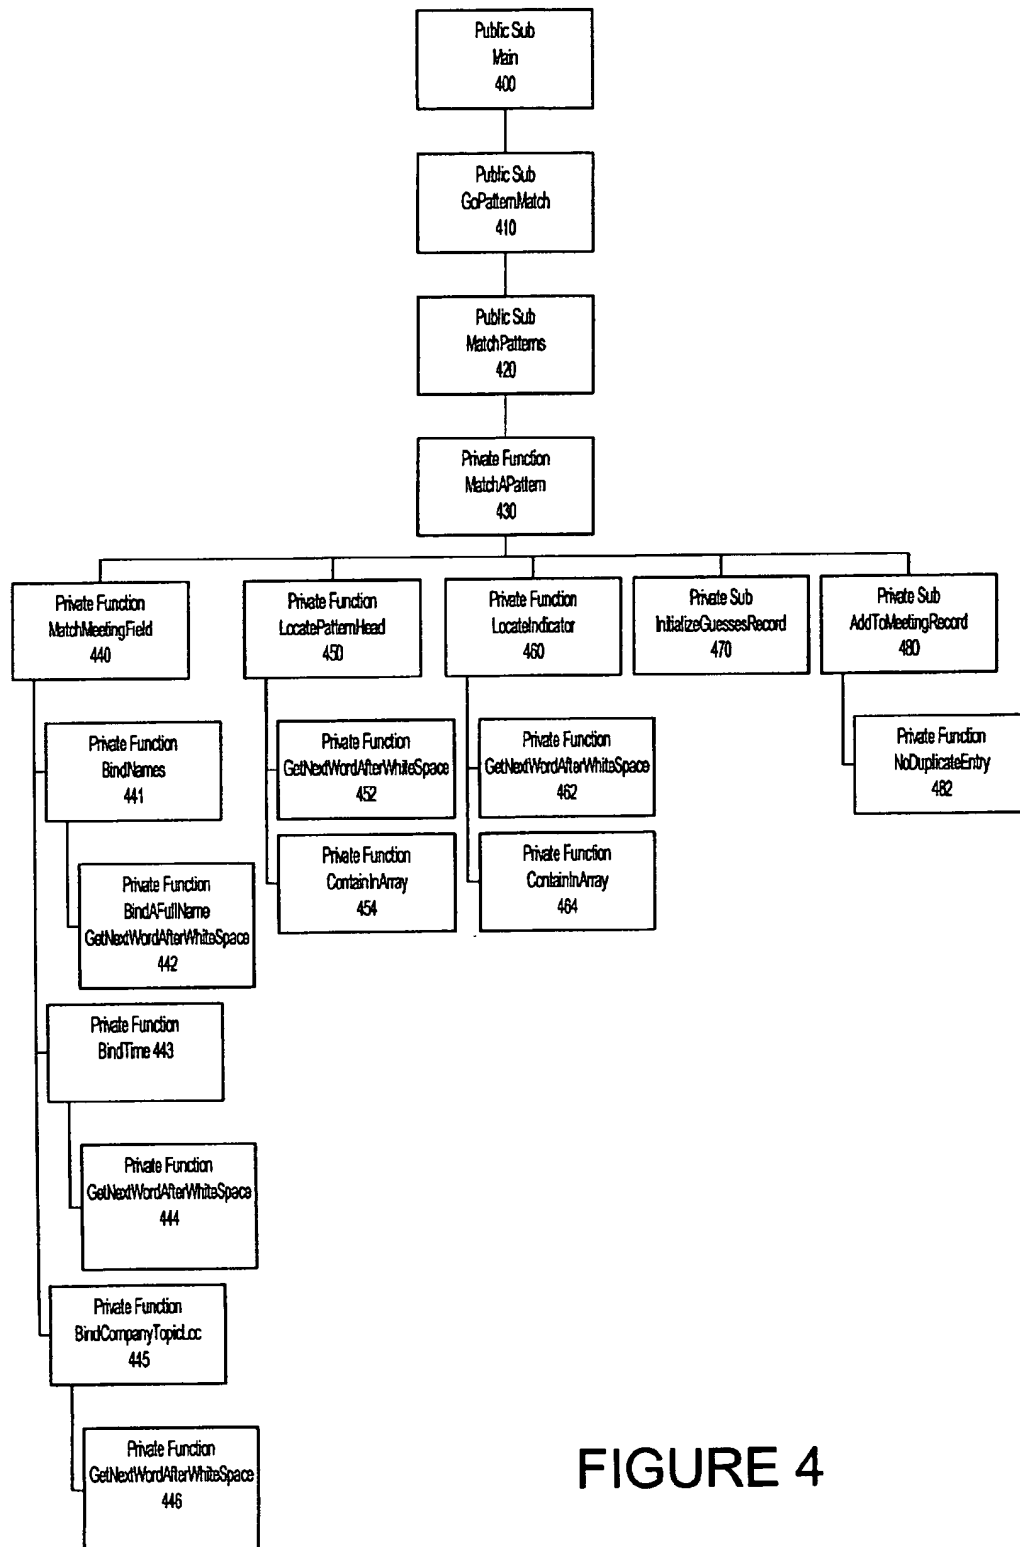 Public Sub
Main
400
Public Sub
GoPatternMatch
410
Public Sub
MatchPatterns
420
Private Function
MatchAPattern
430
Private Function
MatchMeetingField
440
Private Function
LocatePatternHead
450
Private Function
LocateIndicator
460
Private Sub
InitializeGuessesRecord
470
Private Sub
AddToMeetingRecord
480
Private Function
BindNames
441
Private Function
GetNextWordAfterWhiteSpace
452
Private Function
GetNextWordAfterWhiteSpace
462
Private Function
NoDuplicateEntry
482
Private Function
BindAFullName
GetNextWordAfterWhiteSpace
442
Private Function
ContainInArray
454
Private Function
ContainInArray
464
Private Function
BindTime 443
Private Function
GetNextWordAfterWhiteSpace
444
Private Function
BindCompanyTopicLoc
445
Private Function
GetNextWordAfterWhiteSpace
446
FIGURE 4